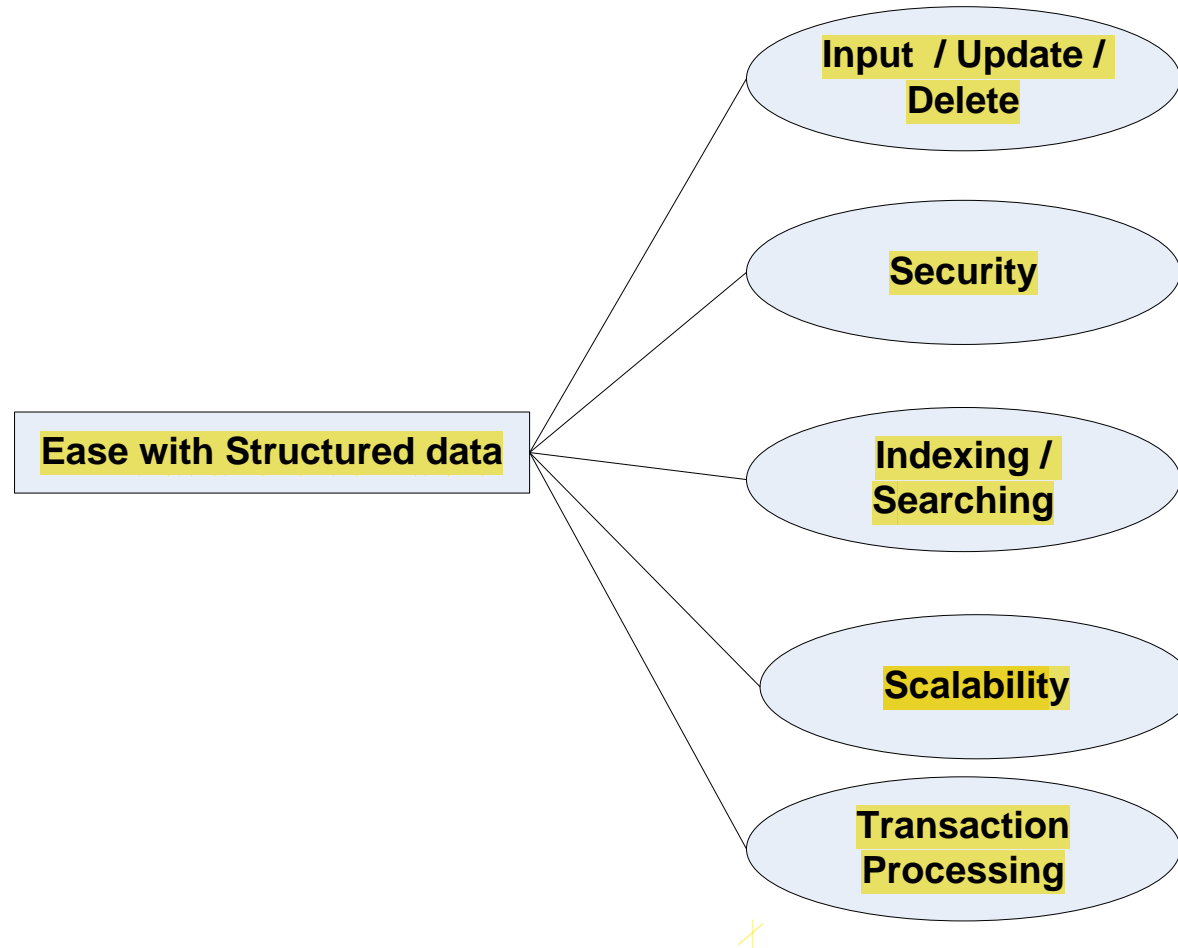 Input / Update /
Delete
Security
Ease with Structured data
Indexing /
Searching
Scalability
Transaction
Processing